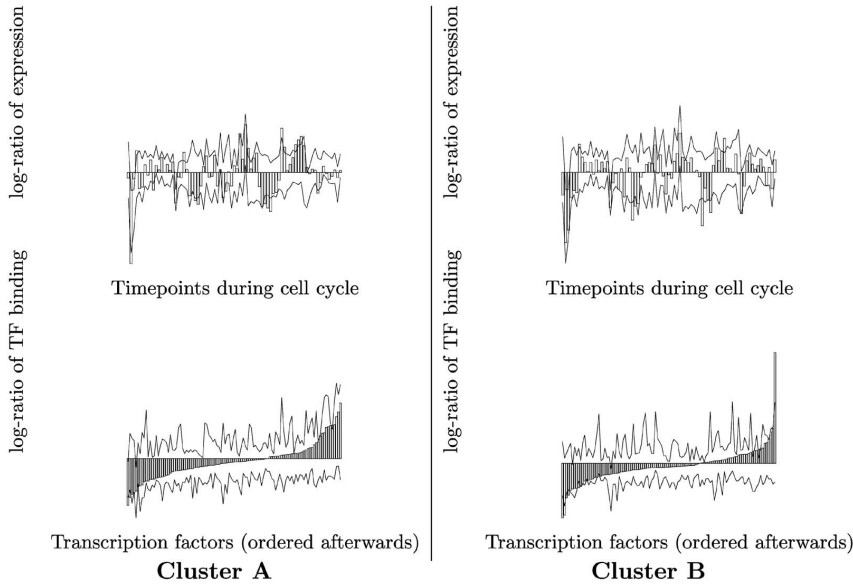 log-ratio of expression
Timepoints during cell cycle
log-ratio of TF binding
Transcription factors (ordered afterwards)
Cluster A
log-ratio of expression
Timepoints during cell cycle
log-ratio of TF binding
Transcription factors (ordered afterwards)
Cluster B